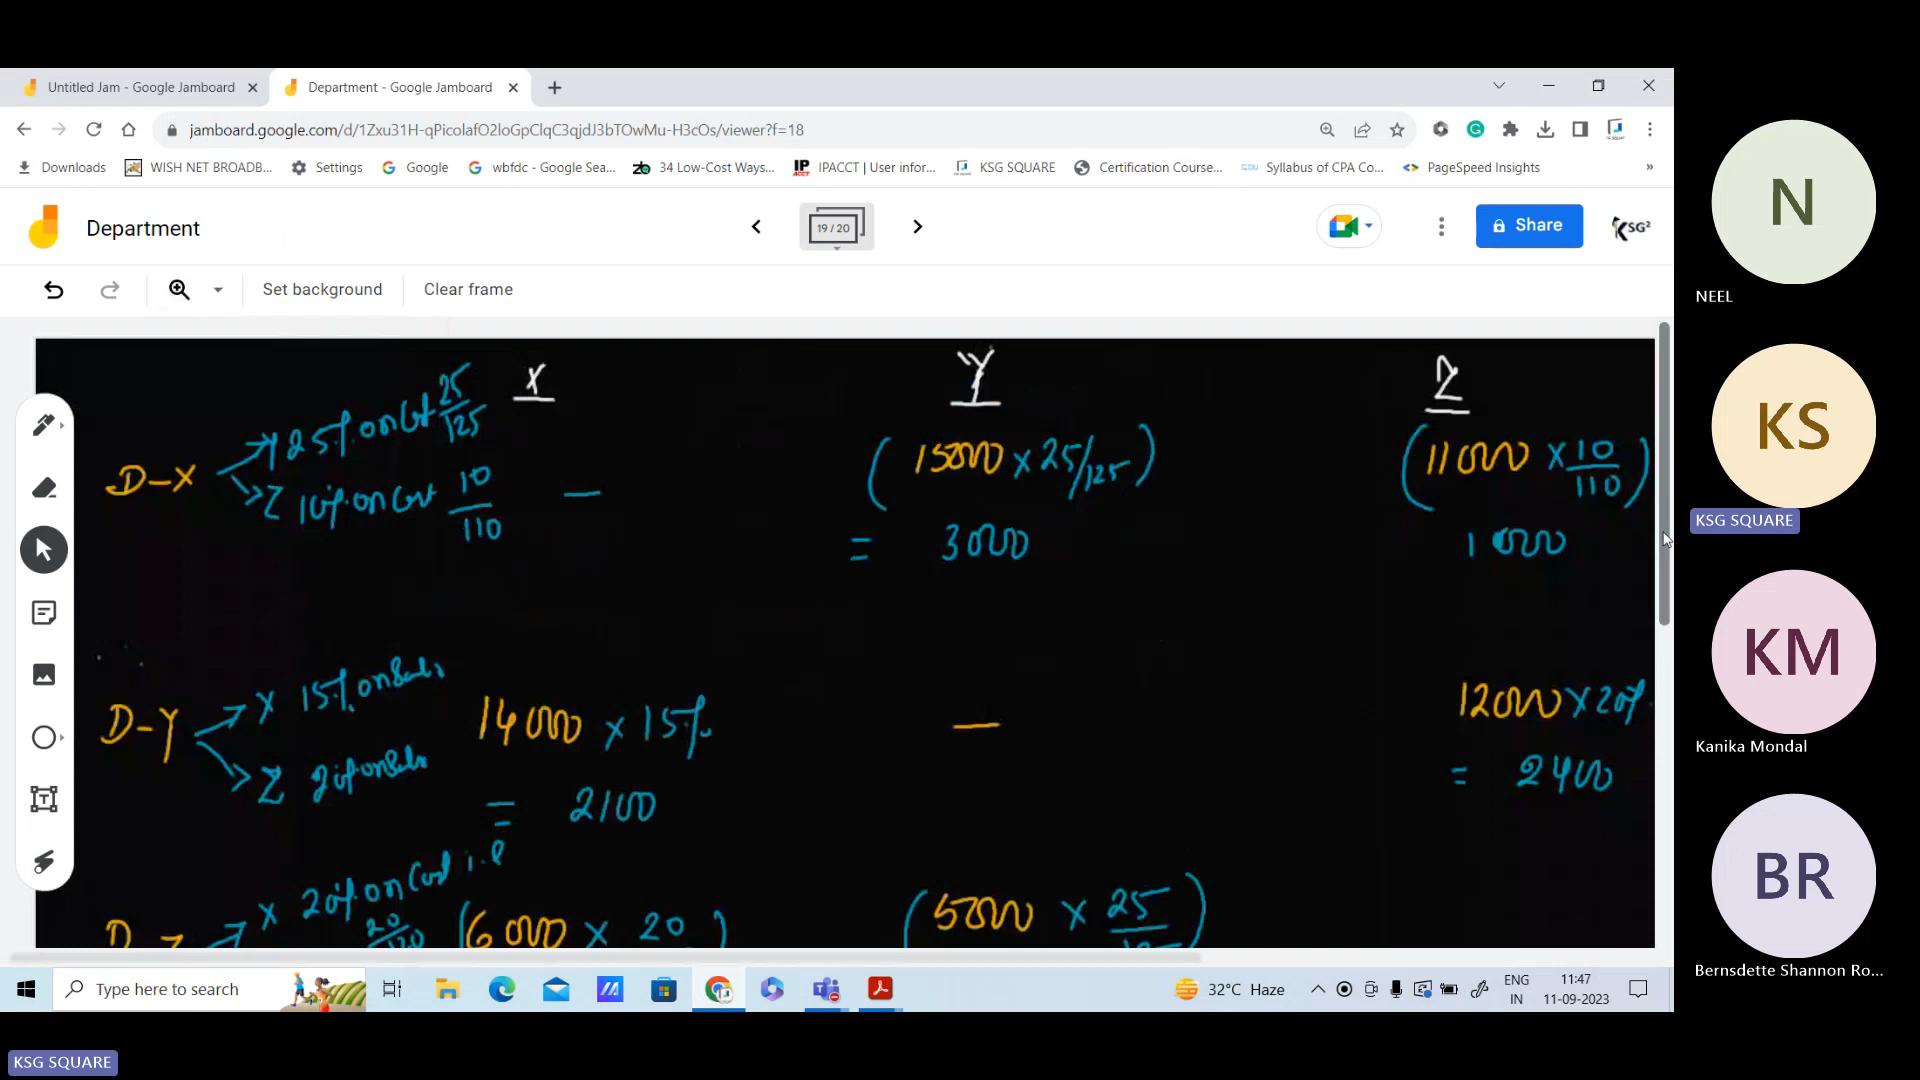 Untitled Jam - Google Jamboard
Department - Google Jamboard
jamboard.google.com/d/1Zxu31H-qPicolafO2loGpClqC3qjdJ3bTOwMu-H3cOs/viewer?f=18
Downloads
WISH NET BROADB...
Settings
Google
wbfdc - Google Sea...
34 Low-Cost Ways...
IPACCT | User infor...
KSG SQUARE
Certification Course...
Syllabus of CPA Co...
PageSpeed Insights
»
Department
19 / 20
Share
KSG²
Set background
Clear frame
X
Y
Z
D-X
Y 25% on Cost 25/125
Z 10% on Cost 10/110
—
(15000 x 25/125)
= 3000
(11000 x 10/110)
1000
D-Y
X 15% on Sales
Z 20% on Sales
14000 x 15%
= 2100
—
12000 x 20%
= 2400
X 20% on Cost i.e
20/120
(6000 x 20
(5000 x 25
N
NEEL
KS
KSG SQUARE
KM
Kanika Mondal
BR
Bernsdette Shannon Ro...
Type here to search
32°C Haze
ENG
IN
11:47
11-09-2023
KSG SQUARE